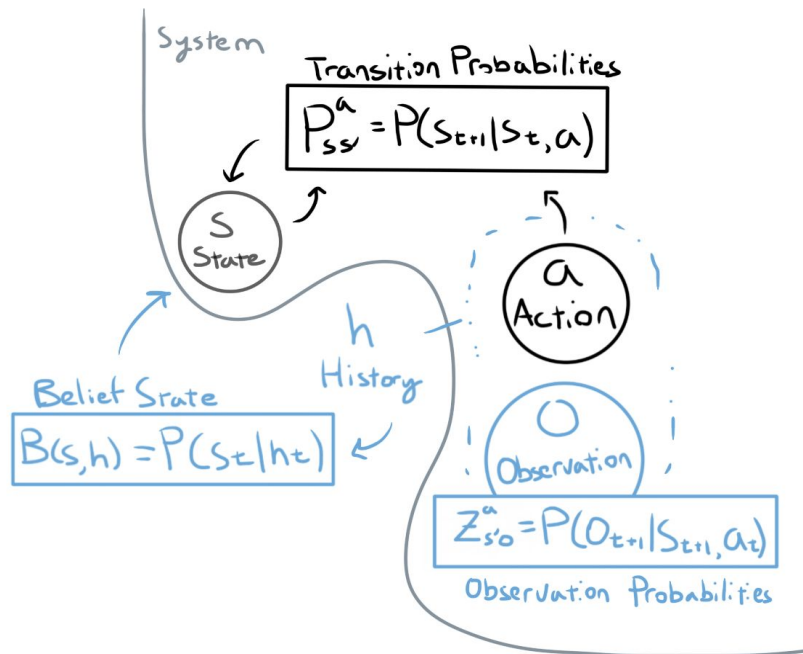 System
Transition Probabilities
P^a_ss' = P(S_t+1|S_t, a)
S
State
a
Action
h
History
Belief State
B(s,h) = P(S_t|h_t)
O
Observation
Z^a_s'o = P(O_t+1|S_t+1, a_t)
Observation Probabilities